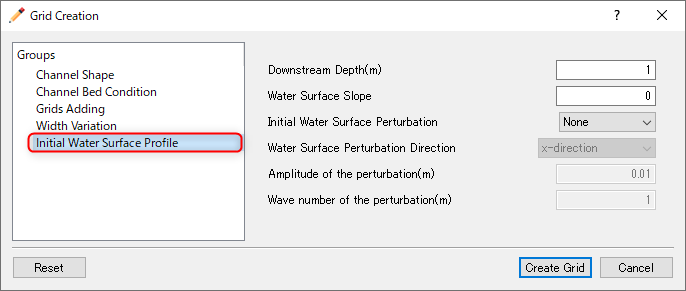 Grid Creation
Groups
Channel Shape
Channel Bed Condition
Grids Adding
Width Variation
Initial Water Surface Profile
Downstream Depth(m) 1
Water Surface Slope 0
Initial Water Surface Perturbation None
Water Surface Perturbation Direction x-direction
Amplitude of the perturbation(m) 0.01
Wave number of the perturbation(m) 1
Reset Create Grid Cancel